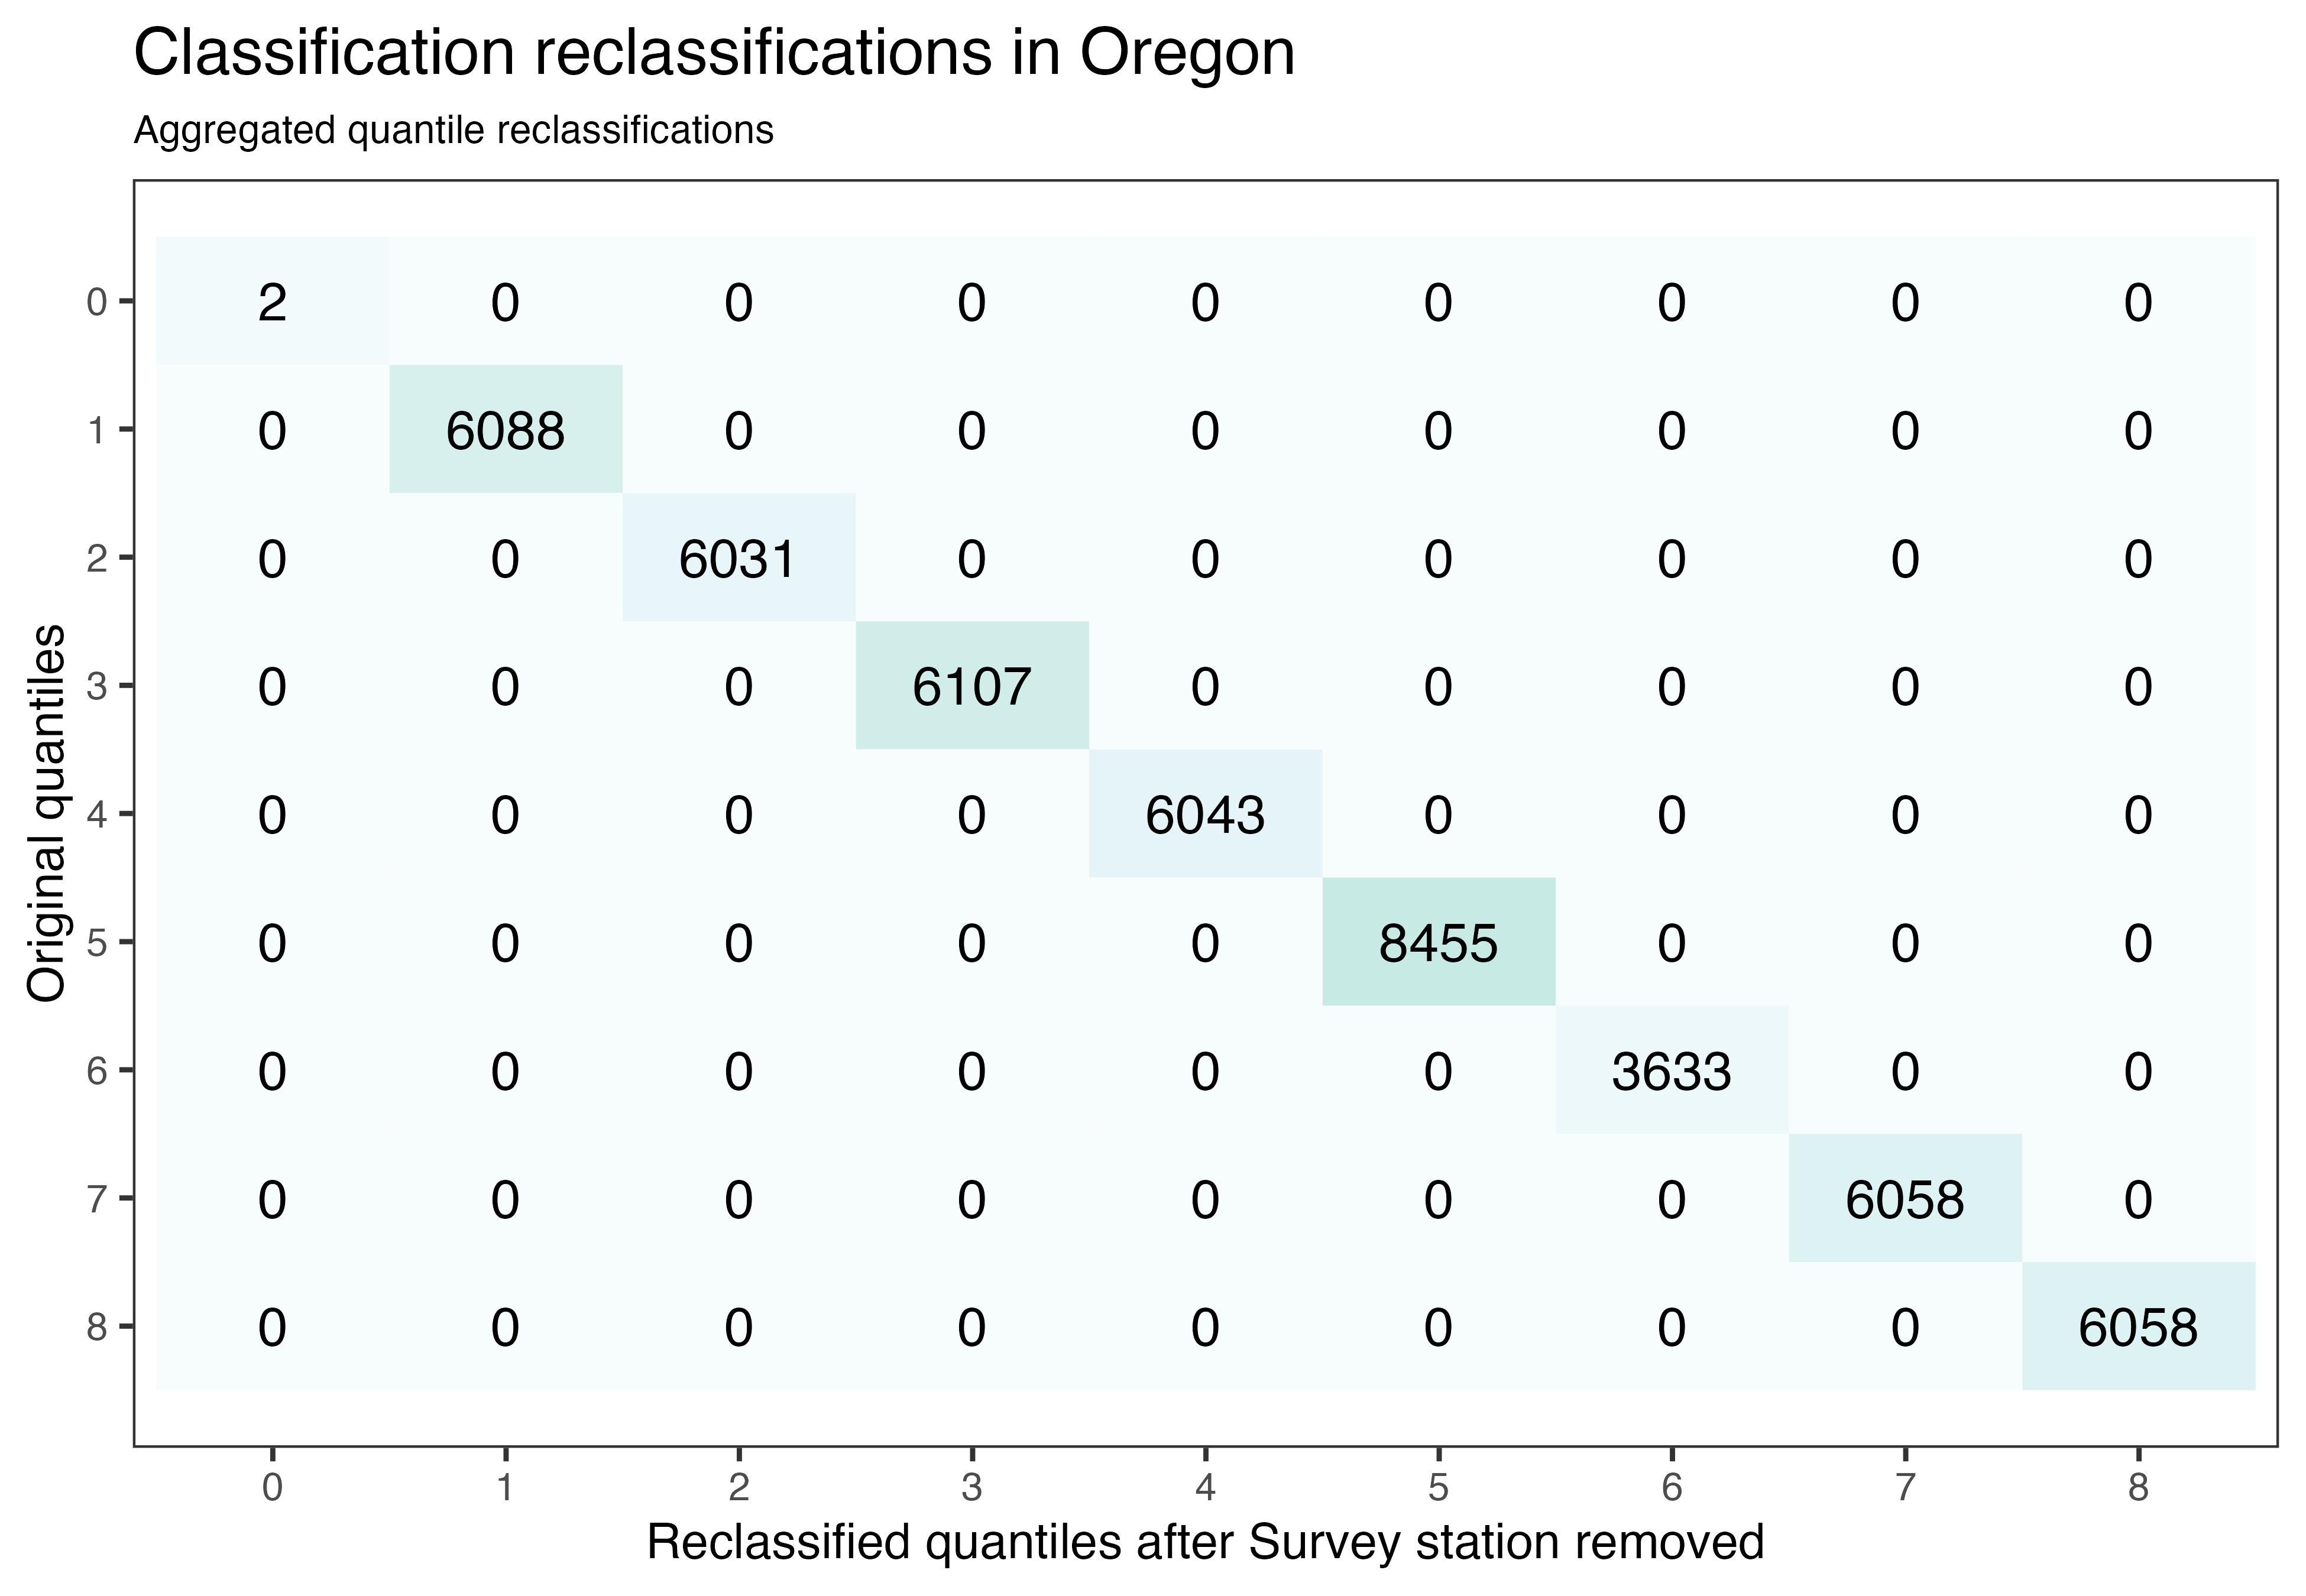 Classification reclassifications in Oregon
Aggregated quantile reclassifications
Original quantiles
0 2 0 0 0 0 0 0 0 0
1 0 6088 0 0 0 0 0 0 0
2 0 0 6031 0 0 0 0 0 0
3 0 0 0 6107 0 0 0 0 0
4 0 0 0 0 6043 0 0 0 0
5 0 0 0 0 0 8455 0 0 0
6 0 0 0 0 0 0 3633 0 0
7 0 0 0 0 0 0 0 6058 0
8 0 0 0 0 0 0 0 0 6058
0 1 2 3 4 5 6 7 8
Reclassified quantiles after Survey station removed